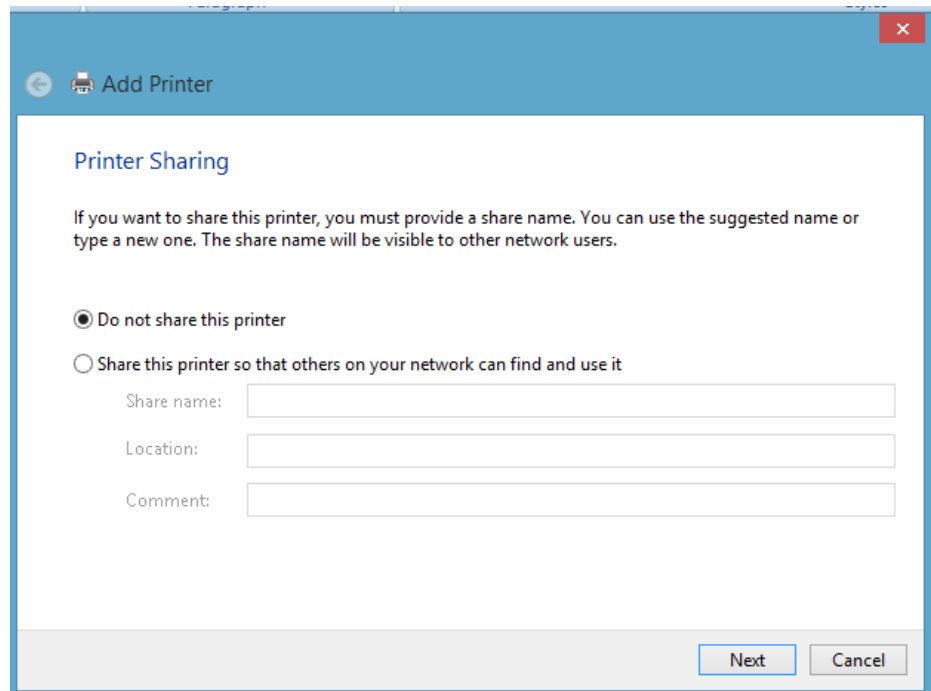 Add Printer
Printer Sharing
If you want to share this printer, you must provide a share name. You can use the suggested name or
type a new one. The share name will be visible to other network users.
Do not share this printer
Share this printer so that others on your network can find and use it
Share name:
Location:
Comment:
Next Cancel